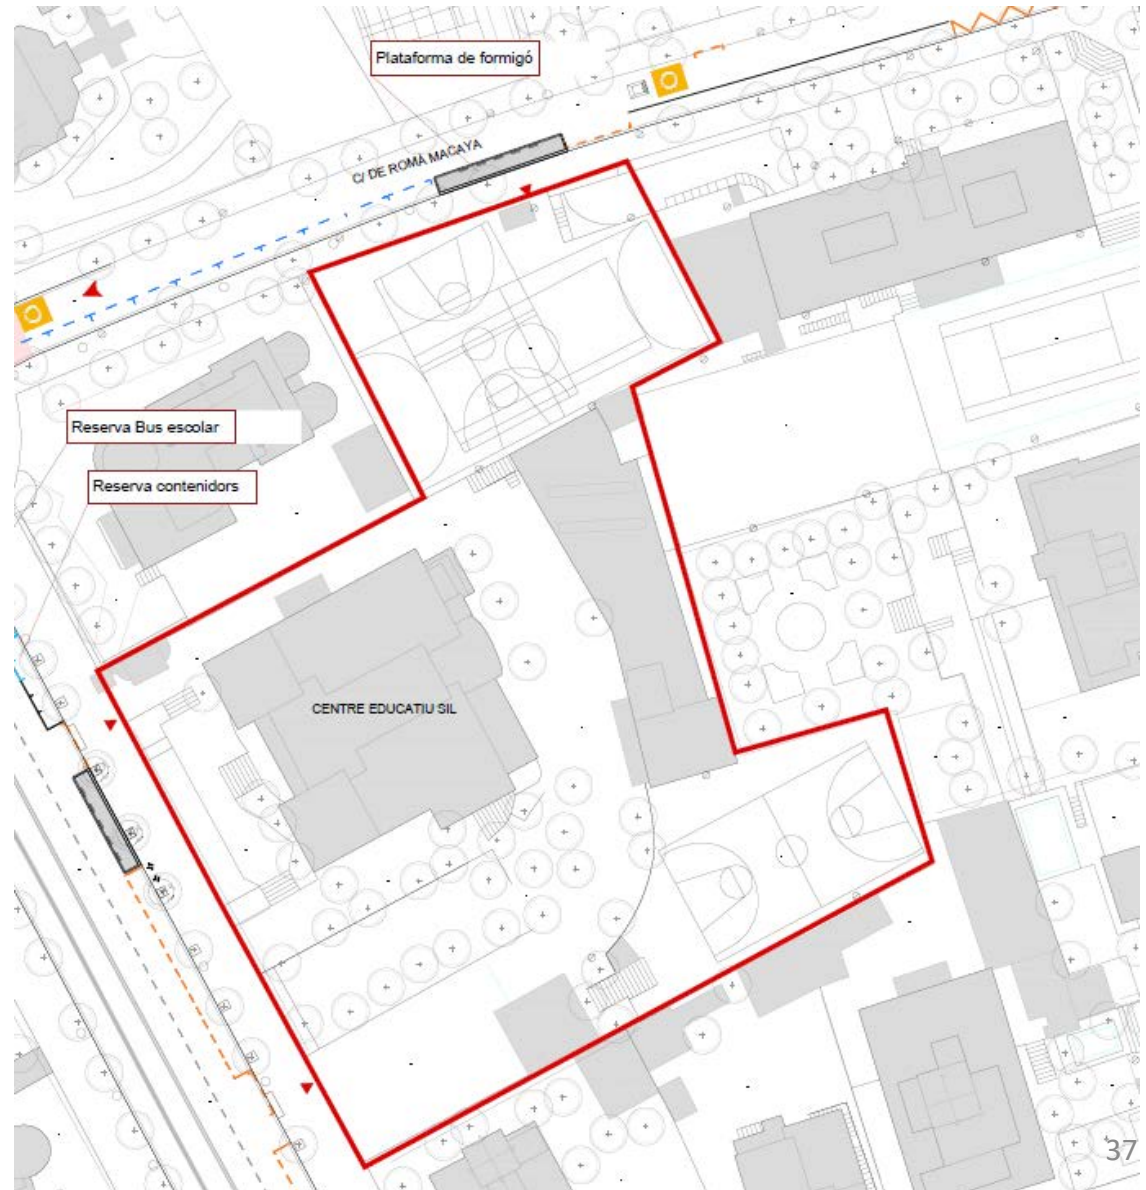 Plataforma de formigó
C/ DE ROMÀ MACAYA
Reserva Bus escolar
Reserva contenidors
CENTRE EDUCATIU SIL
37